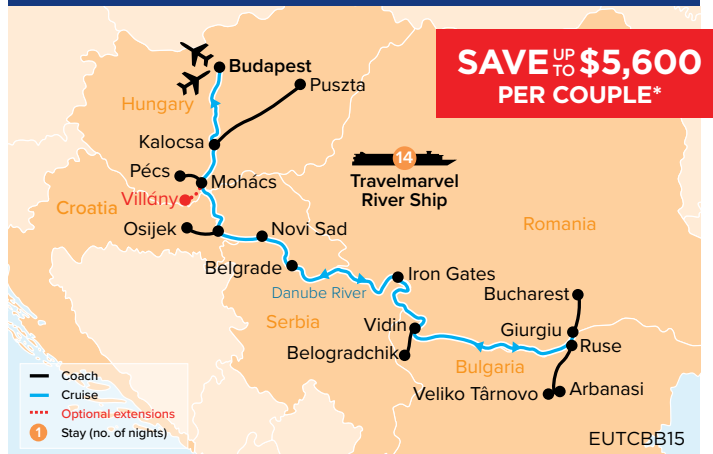 SAVE UP TO $5,600
PER COUPLE*
Budapest
Puszta
Hungary
Kalocsa
14
Pécs
Mohács
Travelmarvel
River Ship
Villány
Croatia
Osijek
Novi Sad
Romania
Belgrade
Iron Gates
Danube River
Bucharest
Serbia
Vidin
Giurgiu
Ruse
Belogradchik
Bulgaria
Veliko Târnovo
Arbanasi
Coach
Cruise
Optional extensions
1 Stay (no. of nights)
EUTCBB15